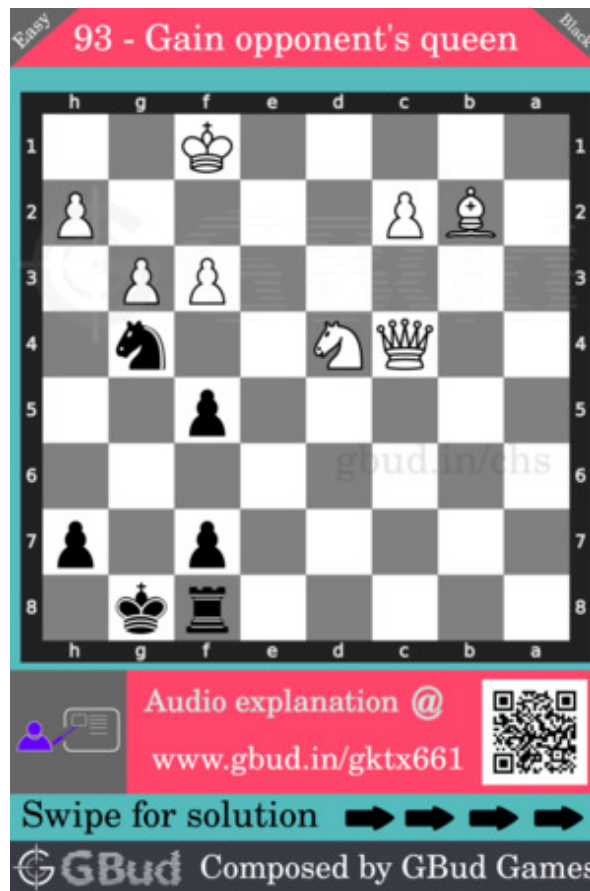 Easy
93 - Gain opponent's queen
Black
h g f e d c b a
1 1
2 2
3 3
4 4
5 5
gbud.in/chs
6 6
7 7
8 8
h g f e d c b a
Audio explanation @
www.gbud.in/gktx661
Swipe for solution
GBud Composed by GBud Games